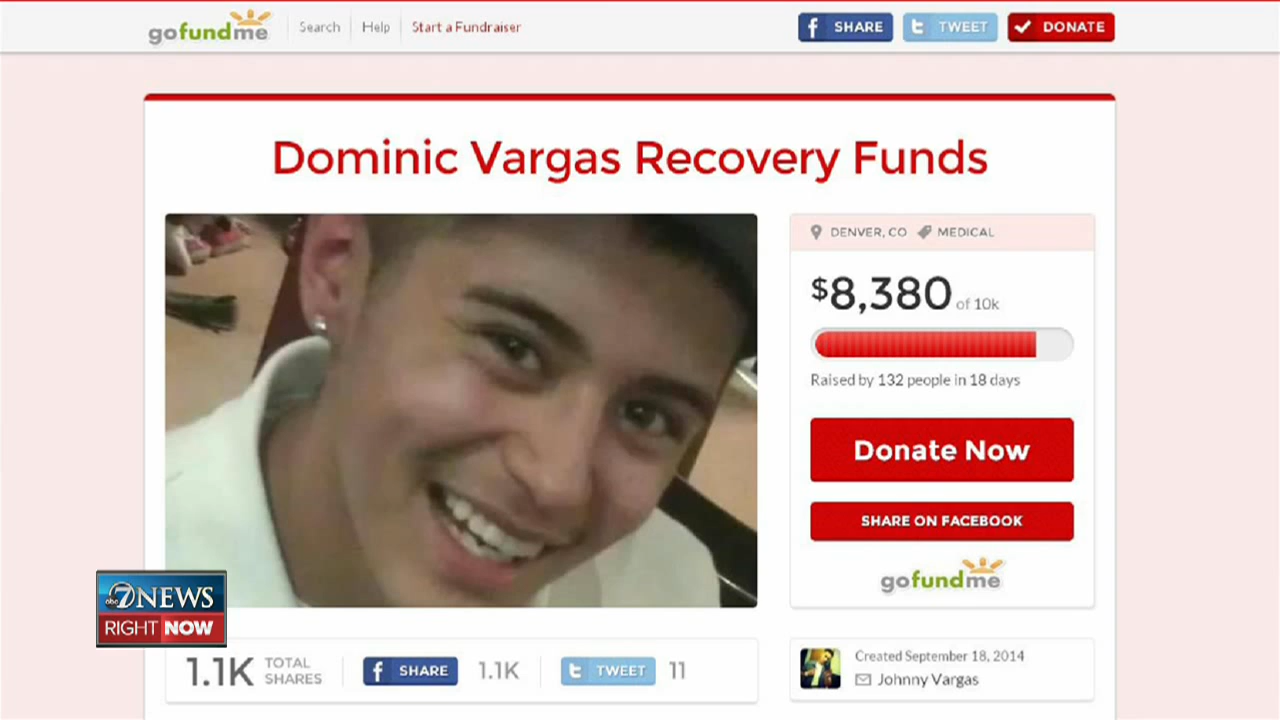 gofundme Search Help Start a Fundraiser f SHARE t TWEET DONATE
Dominic Vargas Recovery Funds
DENVER, CO MEDICAL
$8,380 of 10k
Raised by 132 people in 18 days
Donate Now
SHARE ON FACEBOOK
gofundme
abc 7NEWS
RIGHT NOW
1.1K TOTAL SHARES f SHARE 1.1K t TWEET 11
Created September 18, 2014
Johnny Vargas